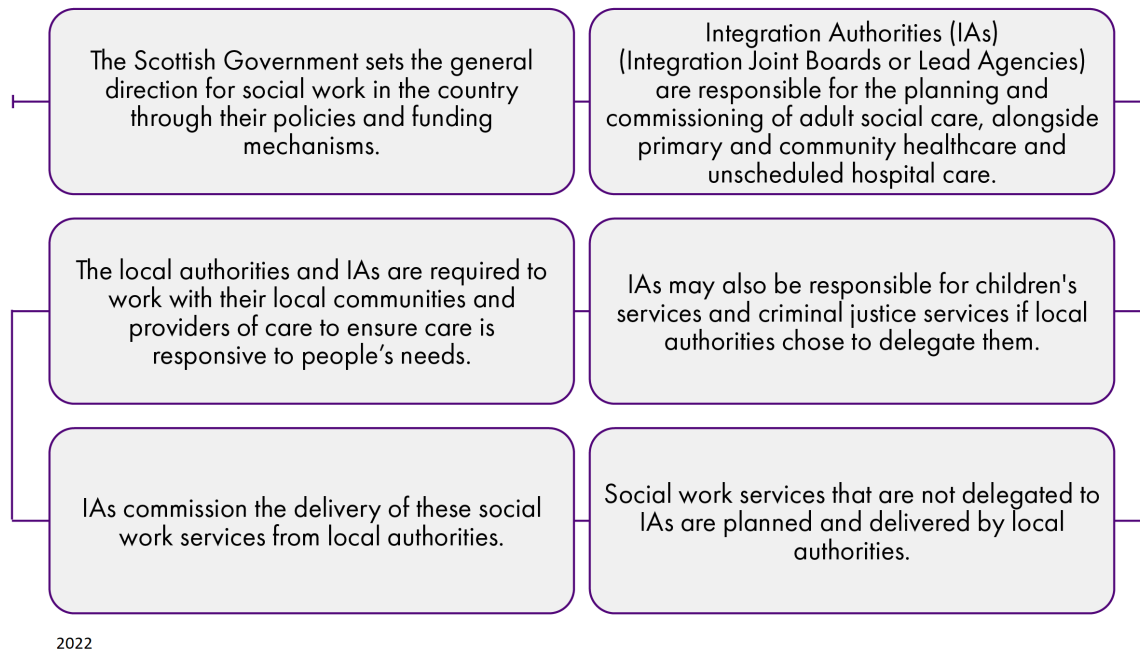 The Scottish Government sets the general
direction for social work in the country
through their policies and funding
mechanisms.
Integration Authorities (IAs)
(Integration Joint Boards or Lead Agencies)
are responsible for the planning and
commissioning of adult social care, alongside
primary and community healthcare and
unscheduled hospital care.
The local authorities and IAs are required to
work with their local communities and
providers of care to ensure care is
responsive to people’s needs.
IAs may also be responsible for children's
services and criminal justice services if local
authorities chose to delegate them.
IAs commission the delivery of these social
work services from local authorities.
Social work services that are not delegated to
IAs are planned and delivered by local
authorities.
2022